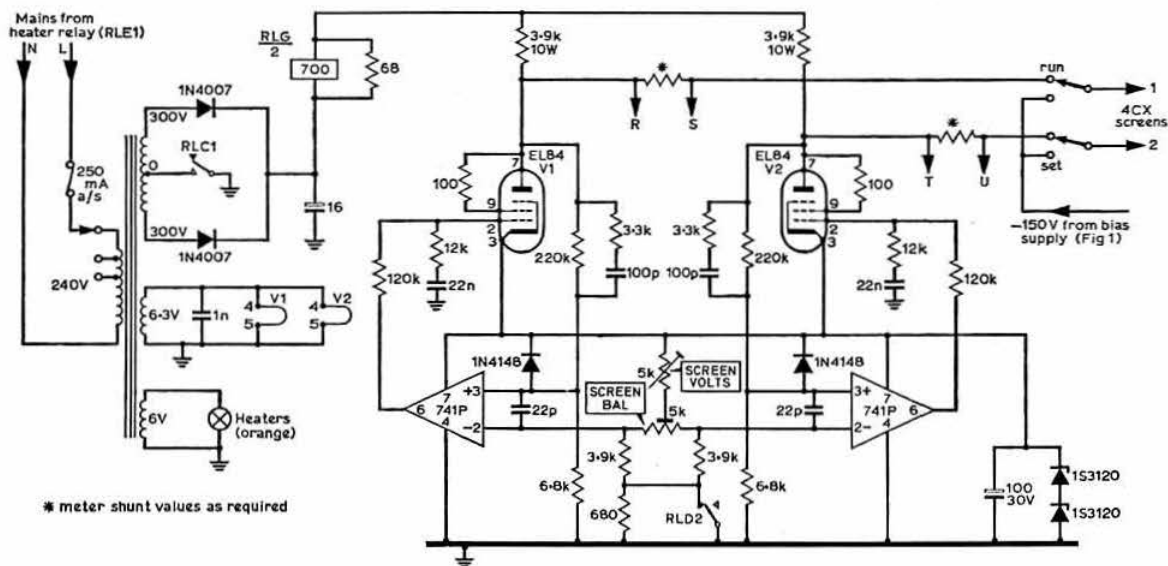 Mains from
heater relay (RLE1)
N L
RLG
2
700
68
3·9k
10W
3·9k
10W
1N4007
300V
RLC1
0
250
mA
a/s
300V
1N4007
16
240V
6·3V
1n
4
5
V1
4
5
V2
6V
Heaters
(orange)
* meter shunt values as required
*
R S
*
T U
run
set
1
4CX
screens
2
-150V from bias
supply (Fig 1)
EL84
V1
7
9
2
3
100
EL84
V2
7
9
2
3
100
12k
22n
120k
3·3k
100p
220k
3·3k
100p
220k
12k
22n
120k
1N4148
5k
SCREEN
VOLTS
SCREEN
BAL
5k
1N4148
7
+3
741P
6
-2
4
22p
22p
7
3+
741P
6
2-
4
3·9k
3·9k
680
6·8k
6·8k
RLD2
100
30V
1S3120
1S3120